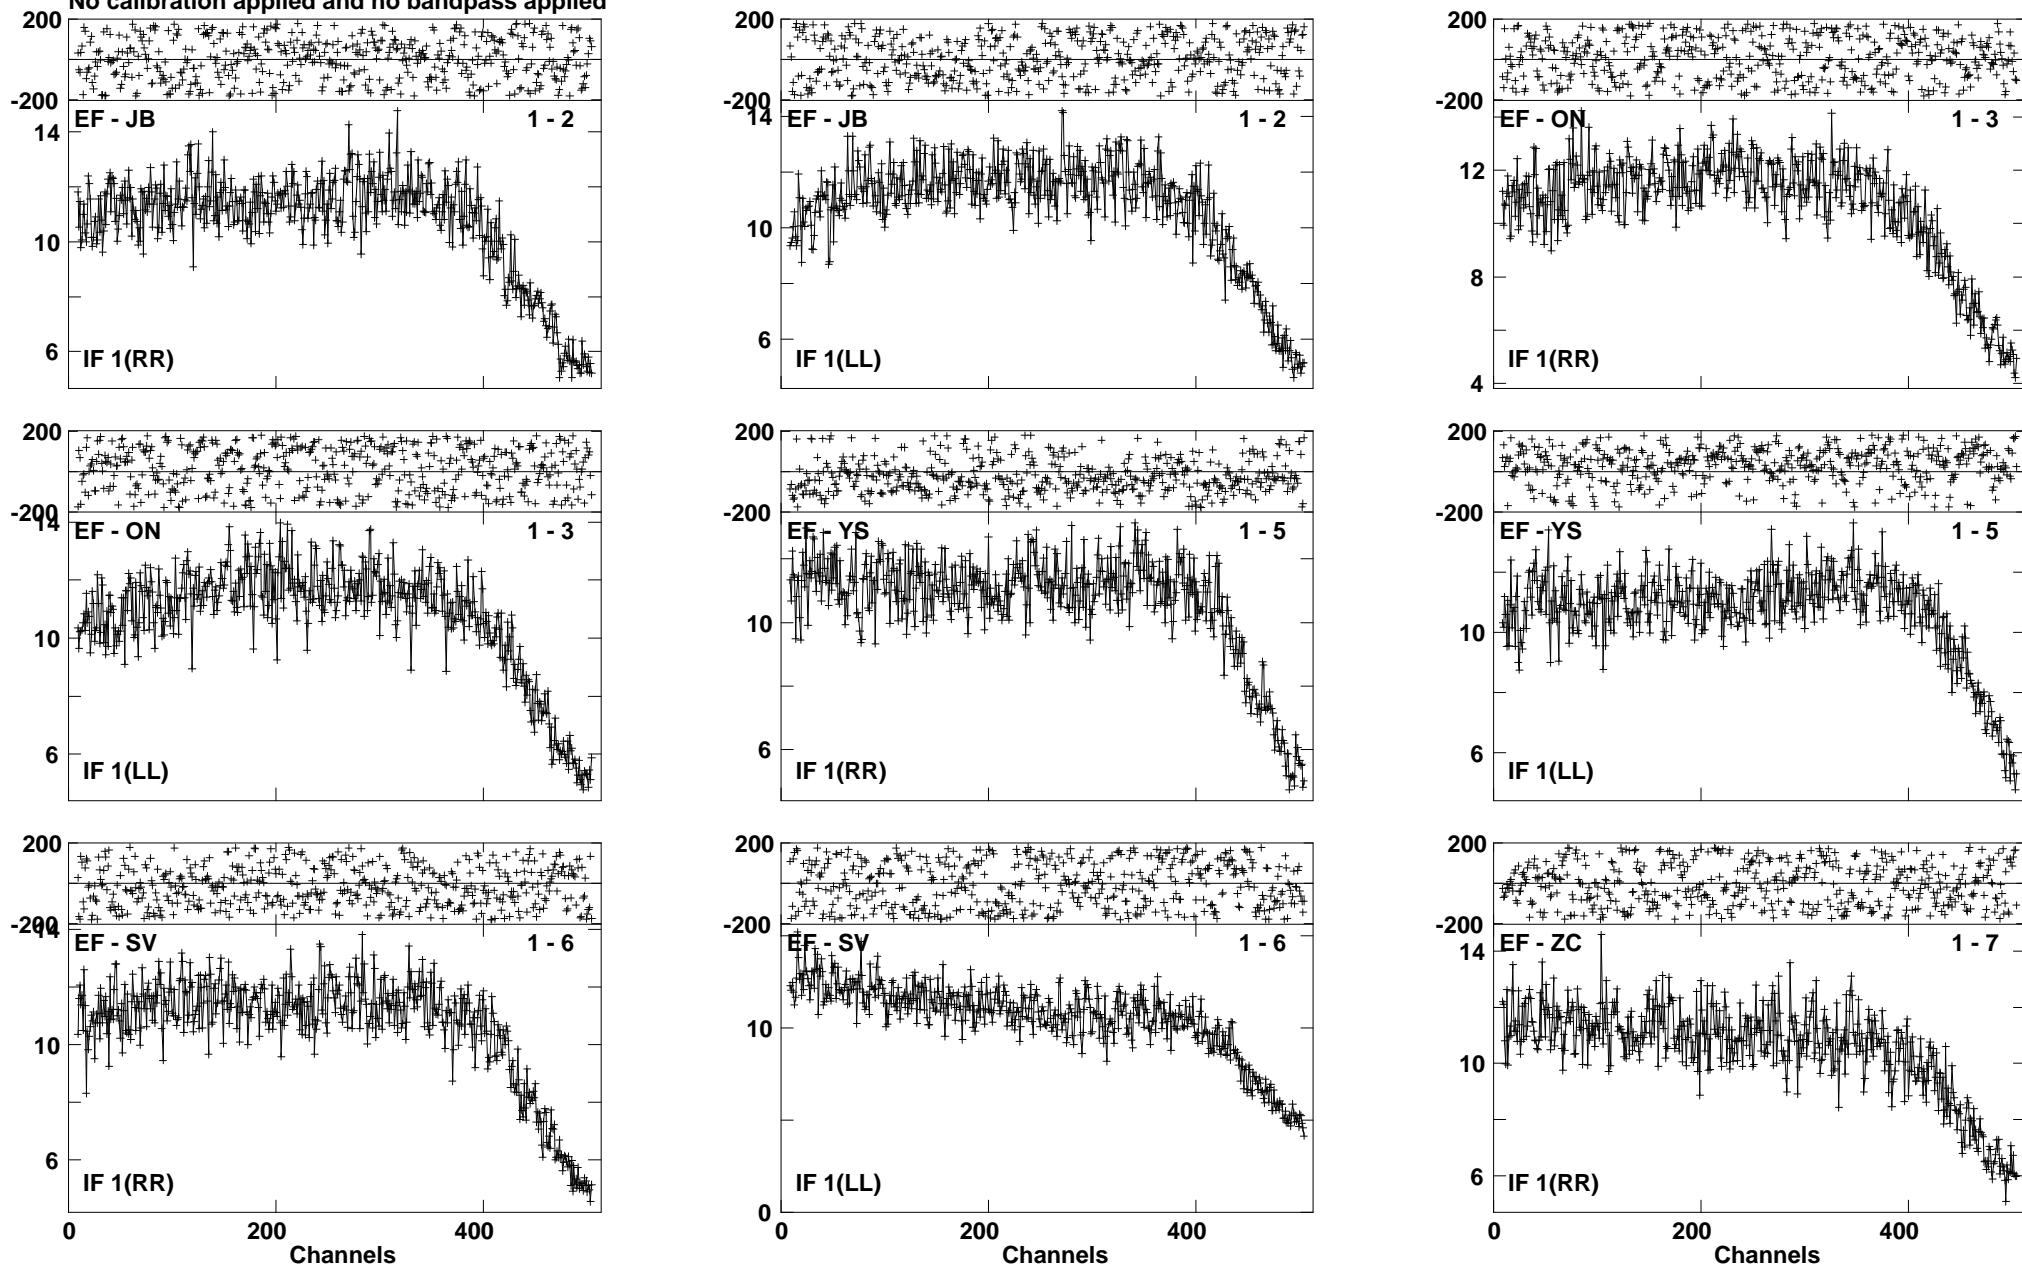 No calibration applied and no bandpass applied
200
-200
14
10
6
EF - JB
1 - 2
IF 1(RR)
200
-200
14
10
6
EF - JB
1 - 2
IF 1(LL)
200
-200
12
8
4
EF - ON
1 - 3
IF 1(RR)
200
-200
14
10
6
EF - ON
1 - 3
IF 1(LL)
200
-200
10
6
EF - YS
1 - 5
IF 1(RR)
200
-200
10
6
EF - YS
1 - 5
IF 1(LL)
200
-200
14
10
6
EF - SV
1 - 6
IF 1(RR)
0 200 400
Channels
200
-200
10
0
EF - SV
1 - 6
IF 1(LL)
0 200 400
Channels
200
-200
14
10
6
EF - ZC
1 - 7
IF 1(RR)
0 200 400
Channels